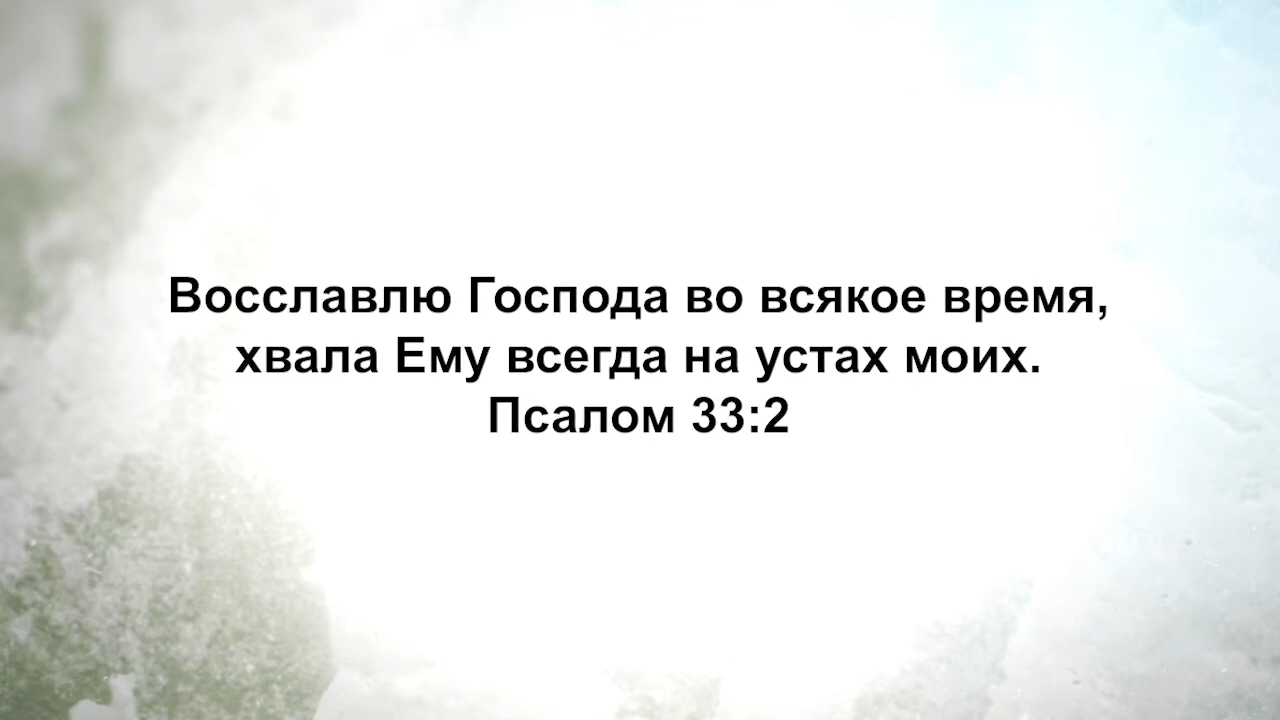 Восславлю Господа во всякое время,
хвала Ему всегда на устах моих.
Псалом 33:2